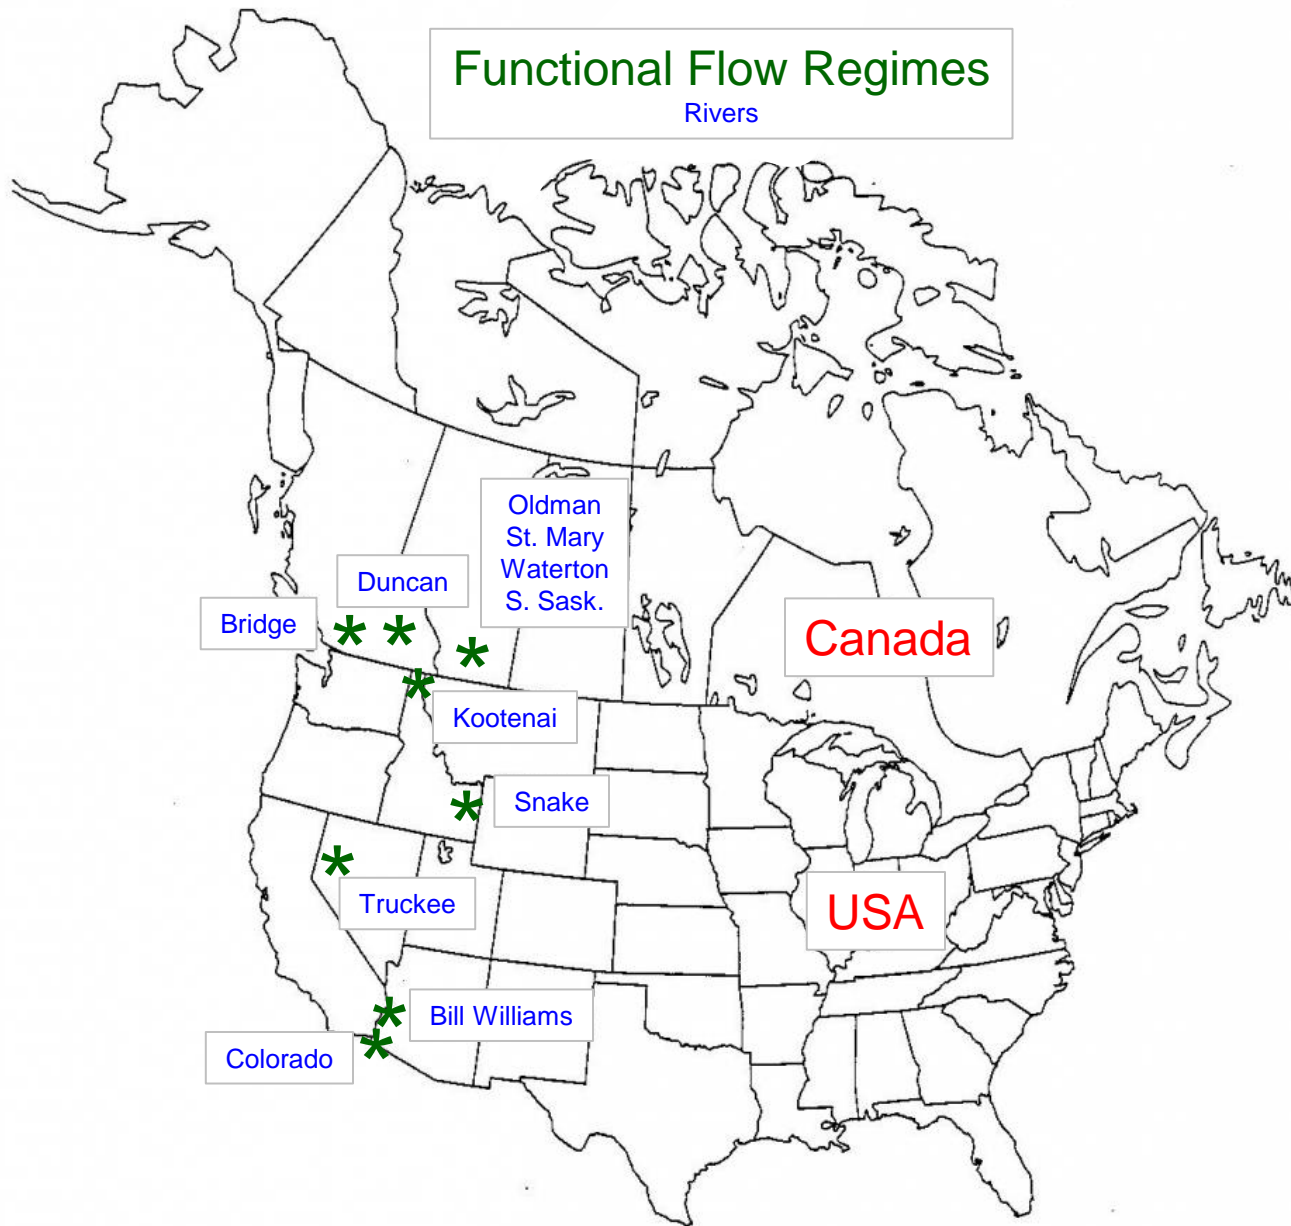 Functional Flow Regimes
Rivers
Oldman
St. Mary
Waterton
S. Sask.
Duncan
Bridge
Canada
Kootenai
Snake
Truckee
USA
Bill Williams
Colorado